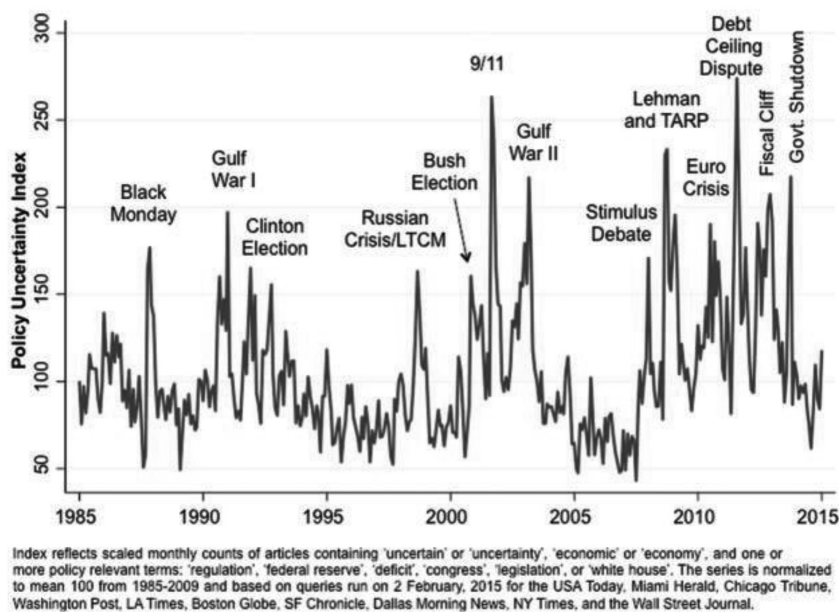 300
250
200
150
100
50
Policy Uncertainty Index
Black
Monday
Gulf
War I
Clinton
Election
Russian
Crisis/LTCM
Bush
Election
9/11
Gulf
War II
Stimulus
Debate
Lehman
and TARP
Euro
Crisis
Debt
Ceiling
Dispute
Fiscal Cliff
Govt. Shutdown
1985
1990
1995
2000
2005
2010
2015
Index reflects scaled monthly counts of articles containing 'uncertain' or 'uncertainty', 'economic' or 'economy', and one or
more policy relevant terms: 'regulation', 'federal reserve', 'deficit', 'congress', 'legislation', or 'white house'. The series is normalized
to mean 100 from 1985-2009 and based on queries run on 2 February, 2015 for the USA Today, Miami Herald, Chicago Tribune,
Washington Post, LA Times, Boston Globe, SF Chronicle, Dallas Morning News, NY Times, and the Wall Street Journal.